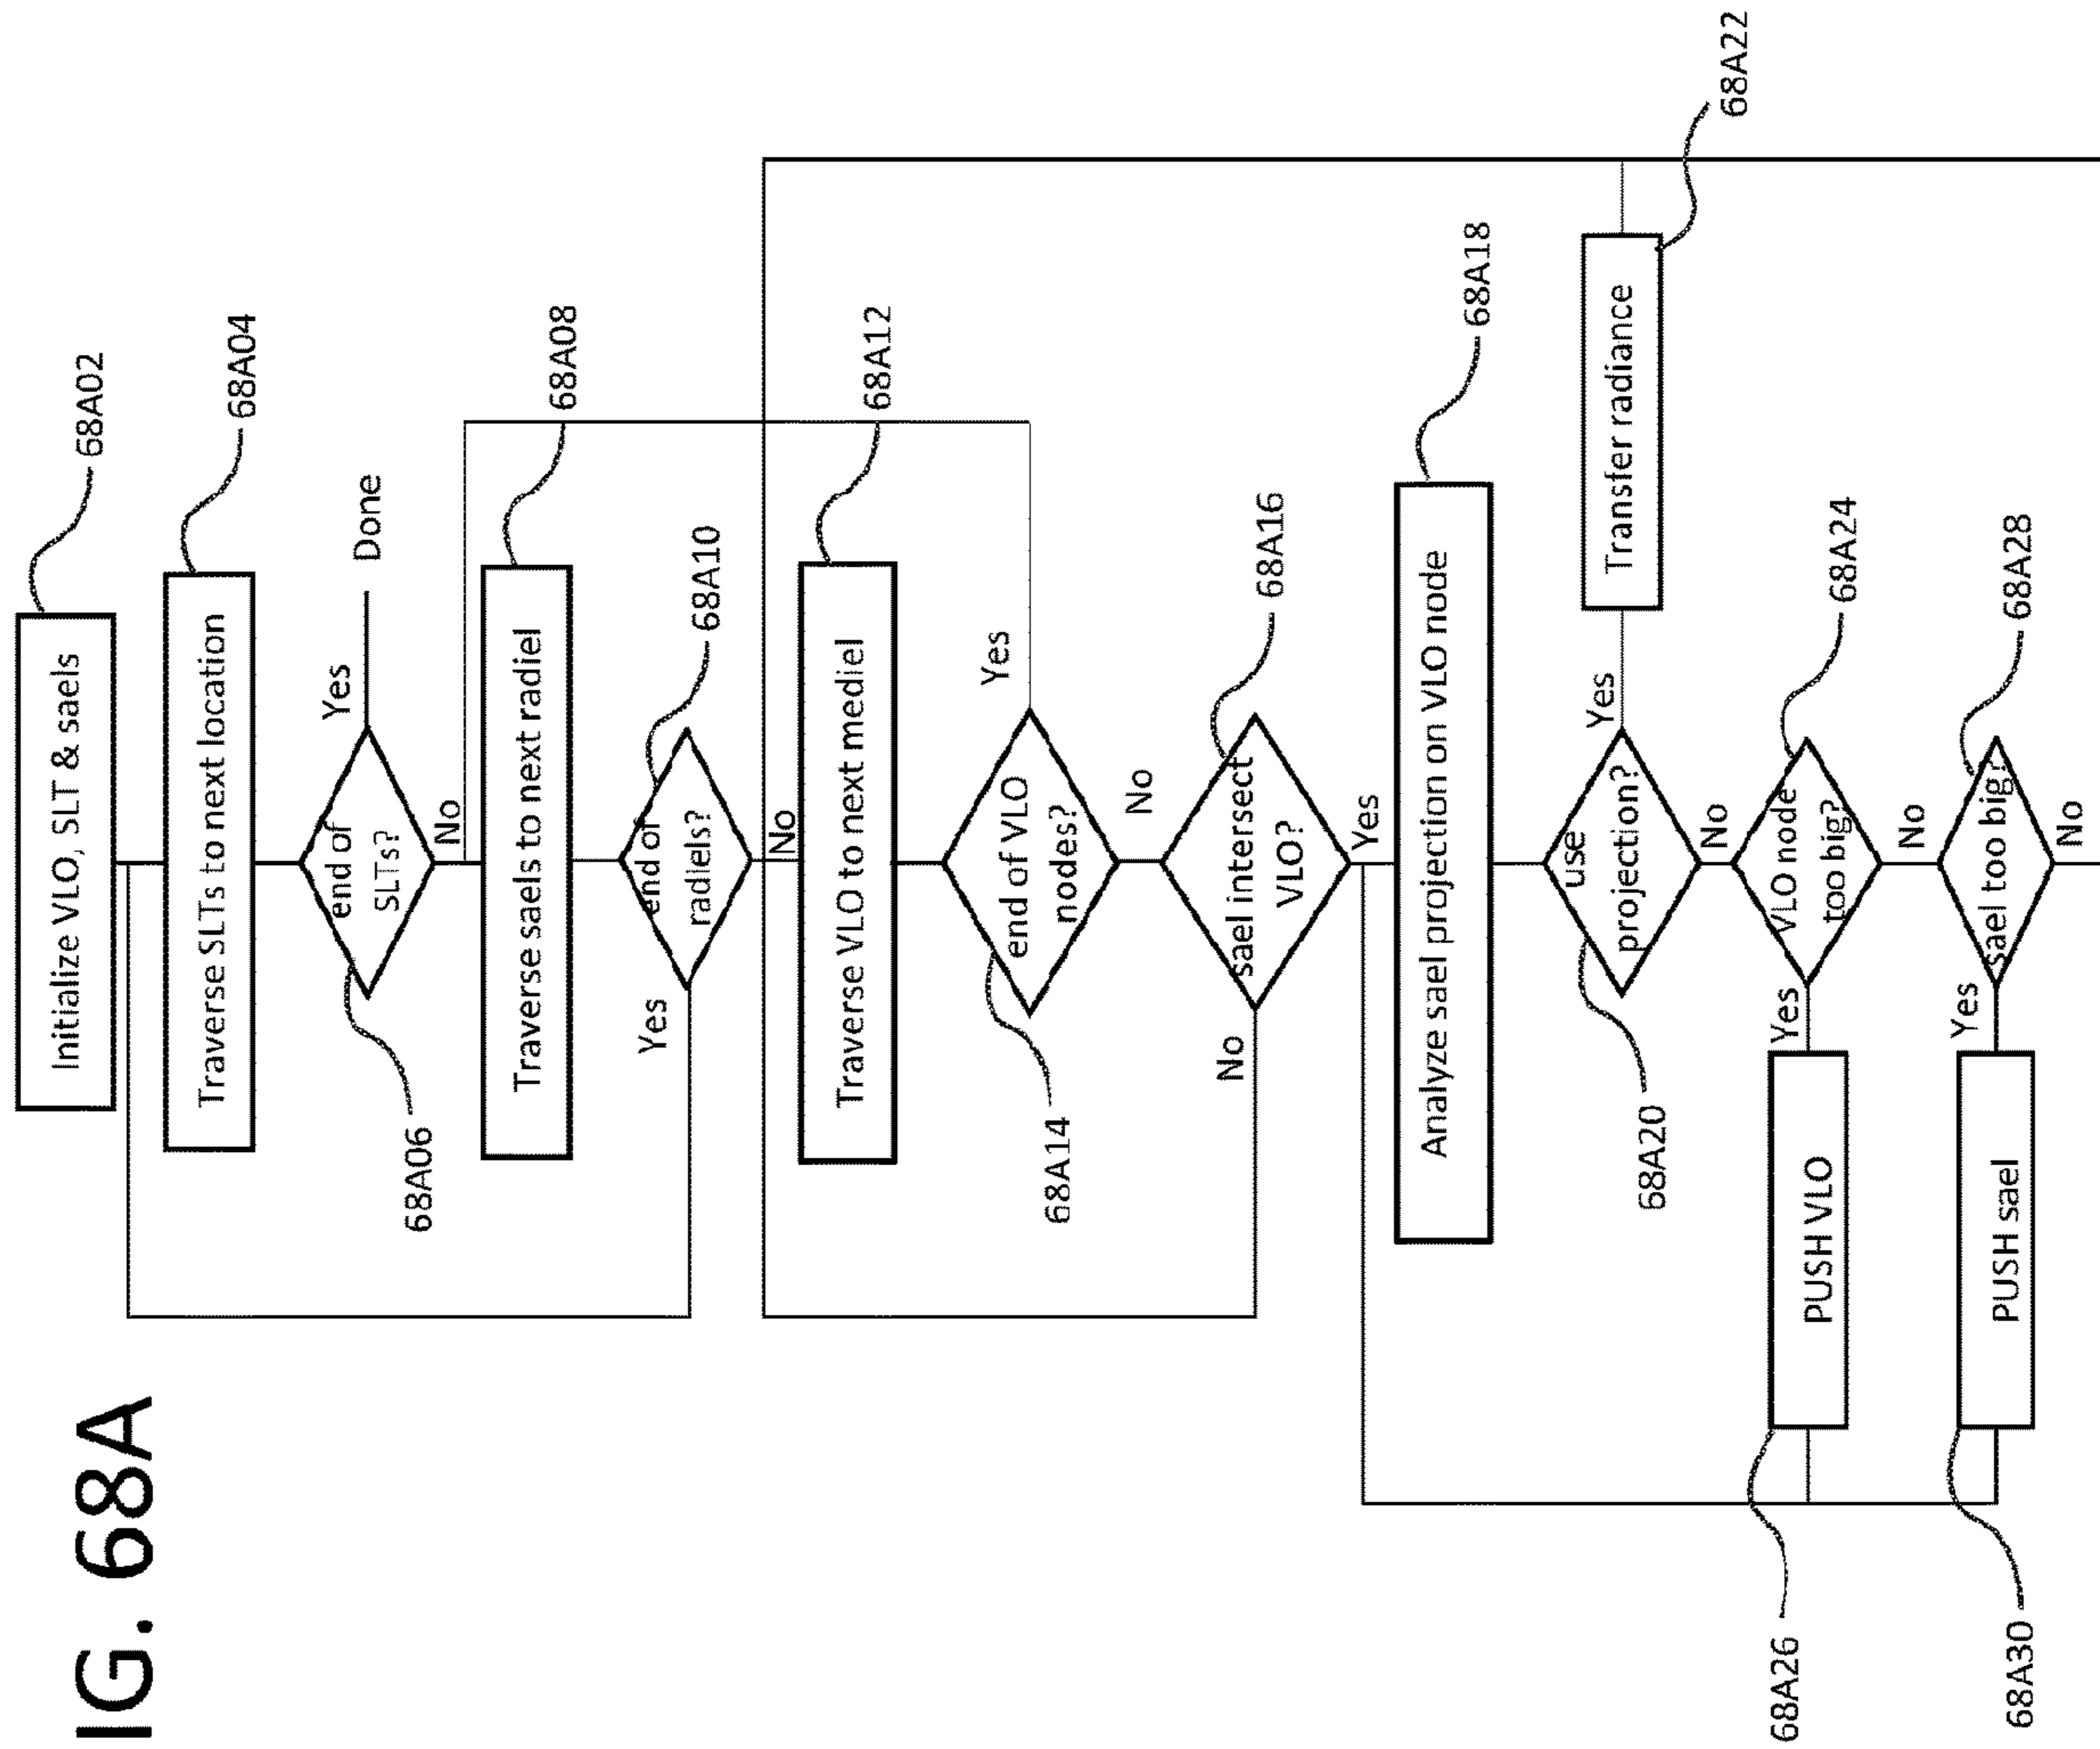 IG. 68A
Initialize VLO, SLT & saels
68A02
Traverse SLTs to next location
68A04
end of
SLTs?
Yes
Done
No
68A06
Traverse saels to next radiel
68A08
end of
radiels?
68A10
Yes
No
Traverse VLO to next mediel
68A12
end of VLO
nodes?
Yes
No
68A14
sael intersect
VLO?
68A16
No
Yes
Analyze sael projection on VLO node
68A18
use
projection?
Yes
No
68A20
Transfer radiance
68A22
VLO node
too big?
68A24
Yes
No
PUSH VLO
68A26
sael too big?
68A28
Yes
No
PUSH sael
68A30